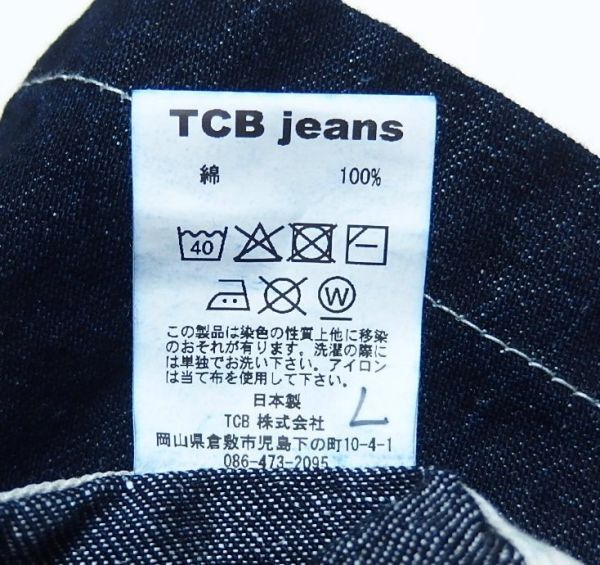 TCB jeans
綿 100%
40
W
この製品は染色の性質上他に移染
のおそれが有ります。洗濯の際に
は単独でお洗い下さい。アイロン
は当て布を使用して下さい。
日本製
TCB 株式会社
岡山県倉敷市児島下の町10-4-1
086-473-2095